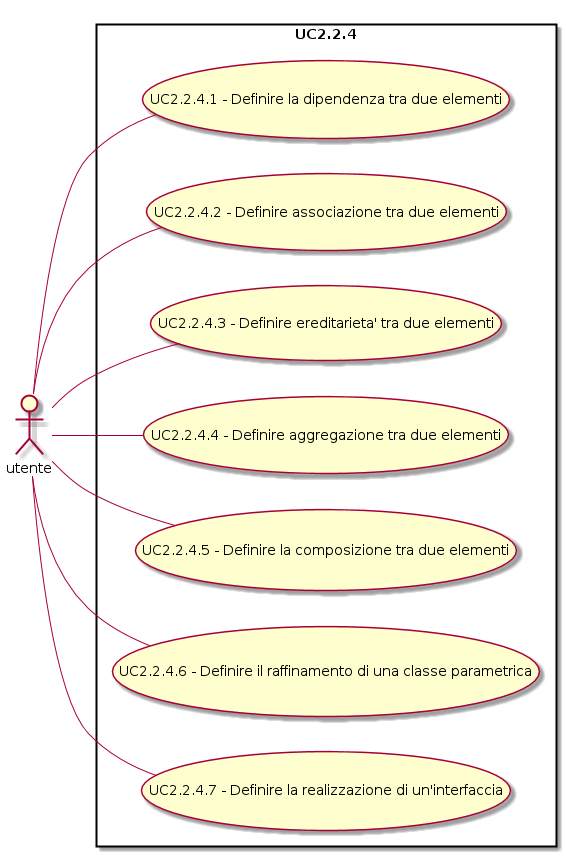 UC2.2.4
UC2.2.4.1 - Definire la dipendenza tra due elementi
UC2.2.4.2 - Definire associazione tra due elementi
UC2.2.4.3 - Definire ereditarieta' tra due elementi
UC2.2.4.4 - Definire aggregazione tra due elementi
utente
UC2.2.4.5 - Definire la composizione tra due elementi
UC2.2.4.6 - Definire il raffinamento di una classe parametrica
UC2.2.4.7 - Definire la realizzazione di un'interfaccia